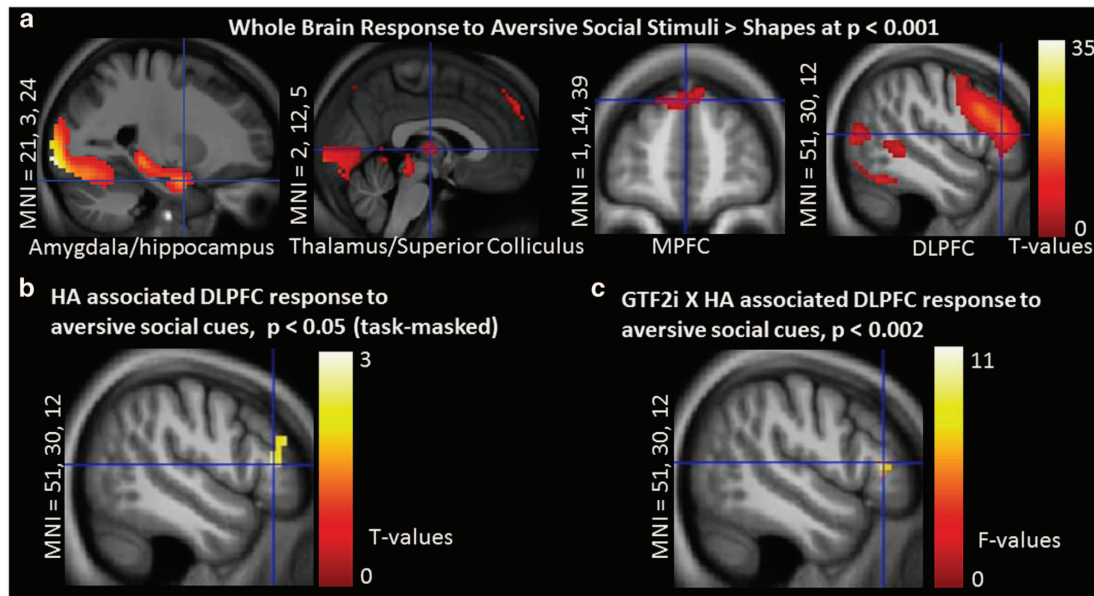 a
Whole Brain Response to Aversive Social Stimuli > Shapes at p < 0.001
MNI = 21, 3, 24
Amygdala/hippocampus
MNI = 2, 12, 5
Thalamus/Superior Colliculus
MNI = 1, 14, 39
MPFC
MNI = 51, 30, 12
DLPFC
35
0
T-values
b
HA associated DLPFC response to
aversive social cues, p < 0.05 (task-masked)
MNI = 51, 30, 12
3
T-values
0
c
GTF2i X HA associated DLPFC response to
aversive social cues, p < 0.002
MNI = 51, 30, 12
11
F-values
0